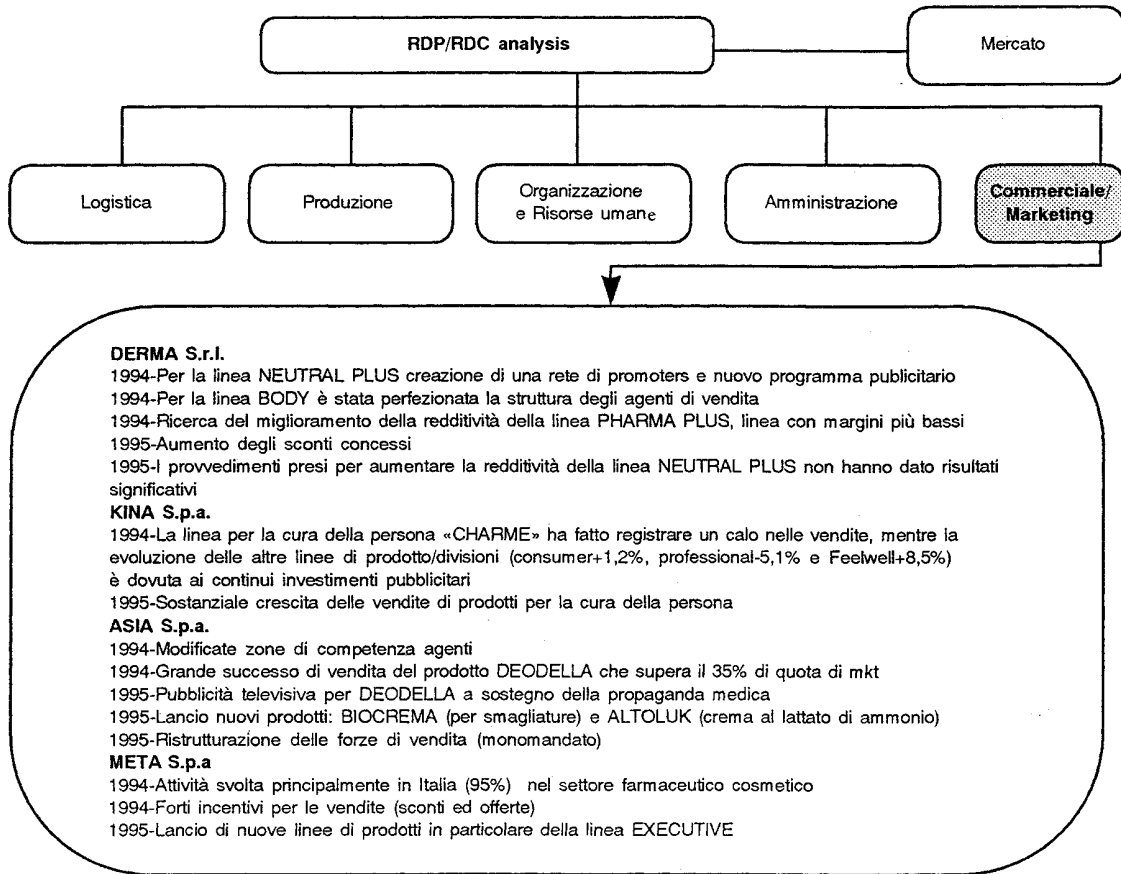 RDP/RDC analysis
Mercato
Logistica
Produzione
Organizzazione
e Risorse umane
Amministrazione
Commerciale/
Marketing
DERMA S.r.l.
1994-Per la linea NEUTRAL PLUS creazione di una rete di promoters e nuovo programma publicitario
1994-Per la linea BODY è stata perfezionata la struttura degli agenti di vendita
1994-Ricerca del miglioramento della redditività della linea PHARMA PLUS, linea con margini più bassi
1995-Aumento degli sconti concessi
1995-I provvedimenti presi per aumentare la redditività della linea NEUTRAL PLUS non hanno dato risultati
significativi
KINA S.p.a.
1994-La linea per la cura della persona «CHARME» ha fatto registrare un calo nelle vendite, mentre la
evoluzione delle altre linee di prodotto/divisioni (consumer+1,2%, professional-5,1% e Feelwell+8,5%)
è dovuta ai continui investimenti pubblicitari
1995-Sostanziale crescita delle vendite di prodotti per la cura della persona
ASIA S.p.a.
1994-Modificate zone di competenza agenti
1994-Grande successo di vendita del prodotto DEODELLA che supera il 35% di quota di mkt
1995-Pubblicità televisiva per DEODELLA a sostegno della propaganda medica
1995-Lancio nuovi prodotti: BIOCREMA (per smagliature) e ALTOLUK (crema al lattato di ammonio)
1995-Ristrutturazione delle forze di vendita (monomandato)
META S.p.a
1994-Attività svolta principalmente in Italia (95%) nel settore farmaceutico cosmetico
1994-Forti incentivi per le vendite (sconti ed offerte)
1995-Lancio di nuove linee di prodotti in particolare della linea EXECUTIVE